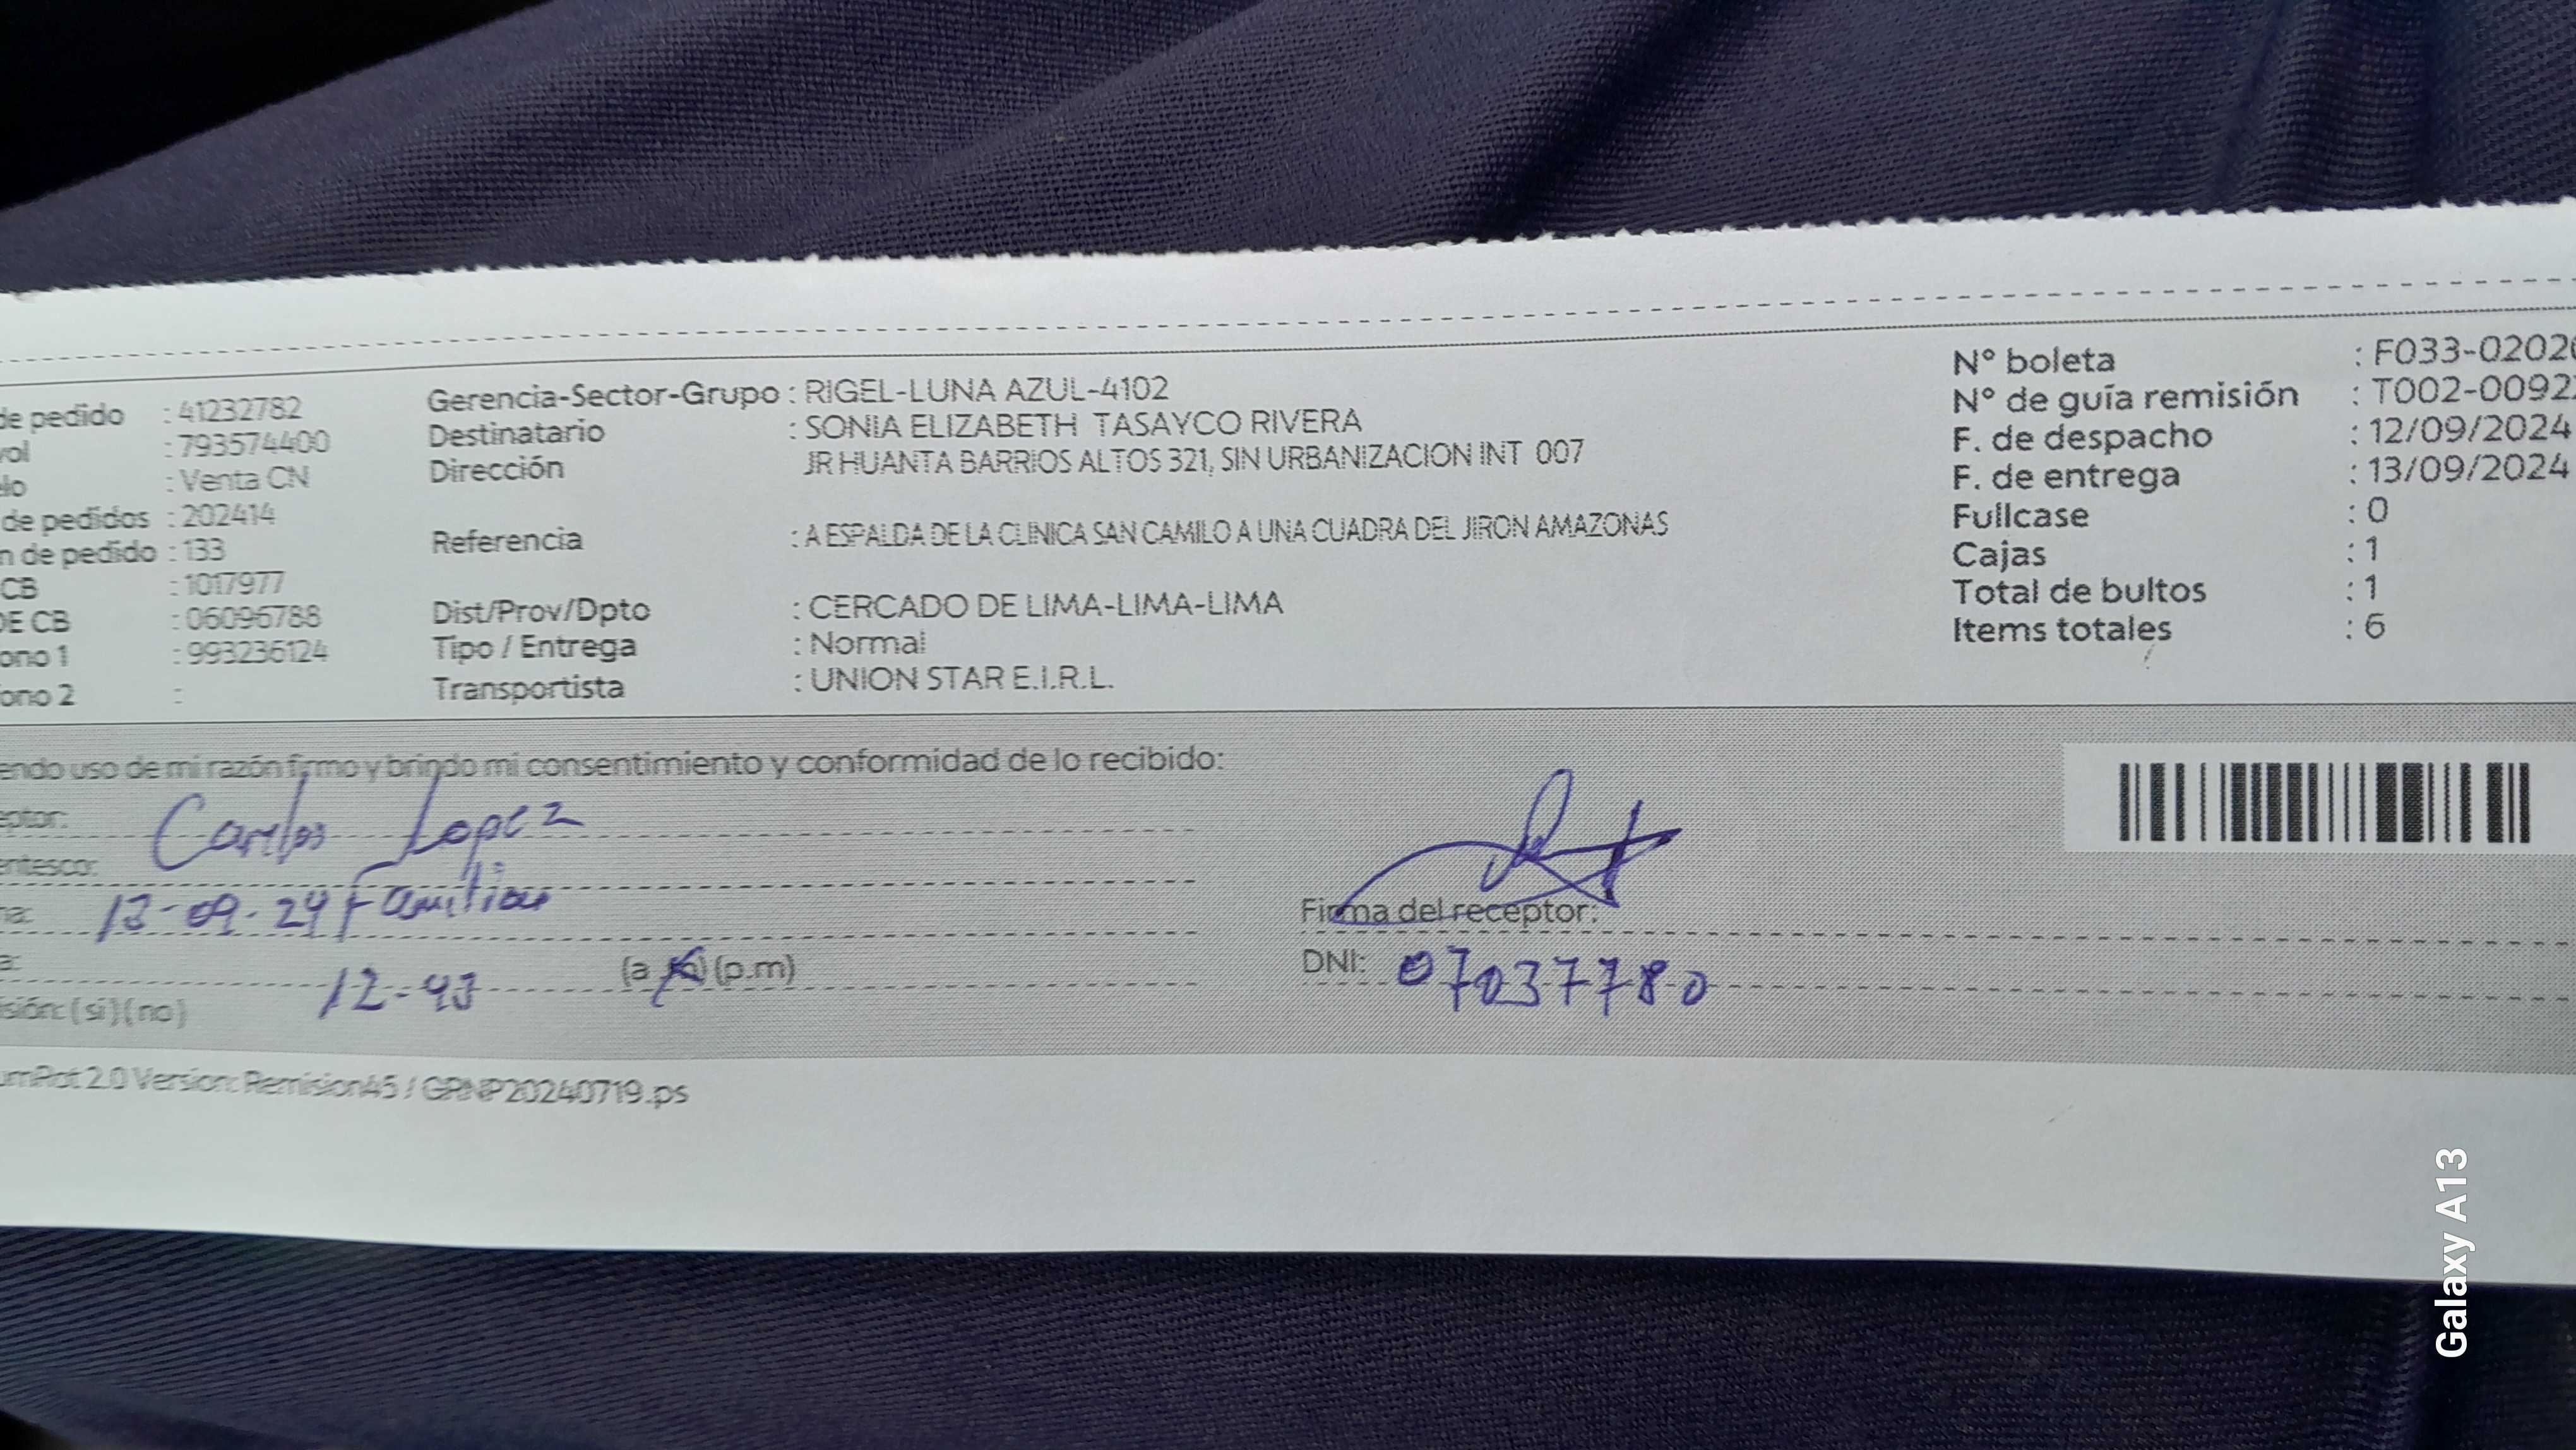 de pedido : 41232782
: 793574400
: Venta CN
de pedidos : 202414
n de pedido : 133
CB : 1017977
DE CB : 06096788
ono 1 : 993236124
ono 2 :
Gerencia-Sector-Grupo : RIGEL-LUNA AZUL-4102
Destinatario : SONIA ELIZABETH TASAYCO RIVERA
Dirección JR HUANTA BARRIOS ALTOS 321, SIN URBANIZACION INT 007
Referencia : A ESPALDA DE LA CLINICA SAN CAMILO A UNA CUADRA DEL JIRON AMAZONAS
Dist/Prov/Dpto : CERCADO DE LIMA-LIMA-LIMA
Tipo / Entrega : Normal
Transportista : UNION STAR E.I.R.L.
N° boleta : F033-0202
N° de guía remisión : T002-0092
F. de despacho : 12/09/2024
F. de entrega : 13/09/2024
Fullcase : 0
Cajas : 1
Total de bultos : 1
Items totales : 6
endo uso de mi razón firmo y brindo mi consentimiento y conformidad de lo recibido:
eptor: Carlos Lopez
entesco: Familiar
13-09-24
12-43 (a.m) (p.m)
sión: (si) (no)
Firma del receptor:
DNI: 07037780
2.0 Version: Remision45 / GRNP20240719.ps
Galaxy A13